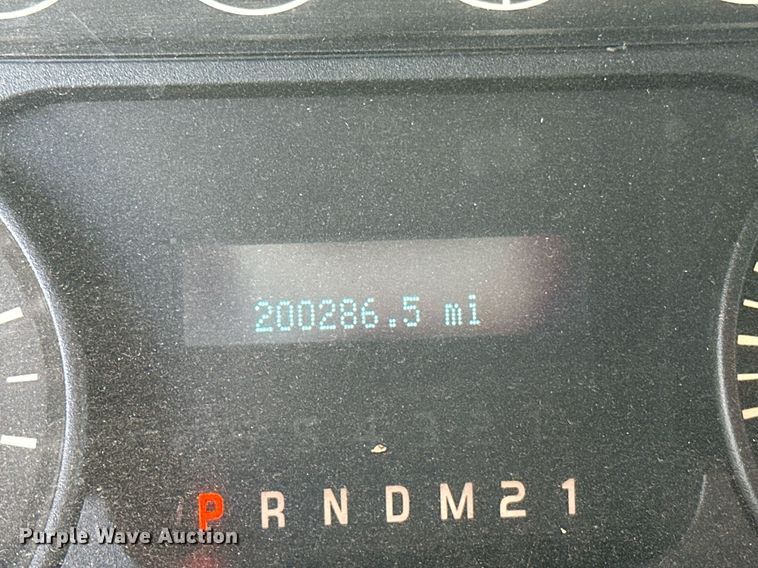 200286.5 mi
P R N D M 2 1
Purple Wave Auction